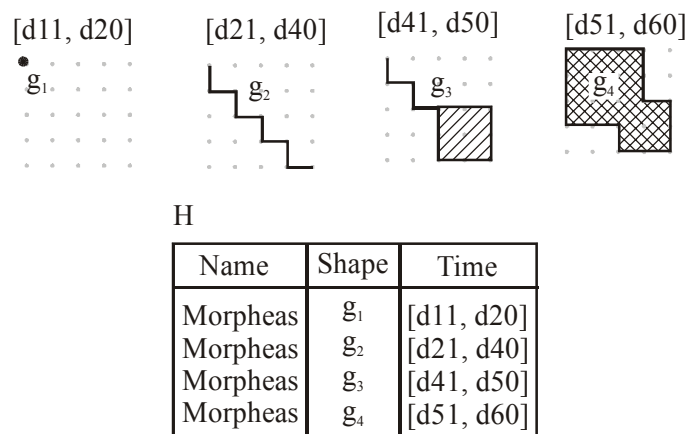 [d11, d20] [d21, d40] [d41, d50] [d51, d60]
g₁ g₂ g₃ g₄
H
Name Shape Time
Morpheas g₁ [d11, d20]
Morpheas g₂ [d21, d40]
Morpheas g₃ [d41, d50]
Morpheas g₄ [d51, d60]